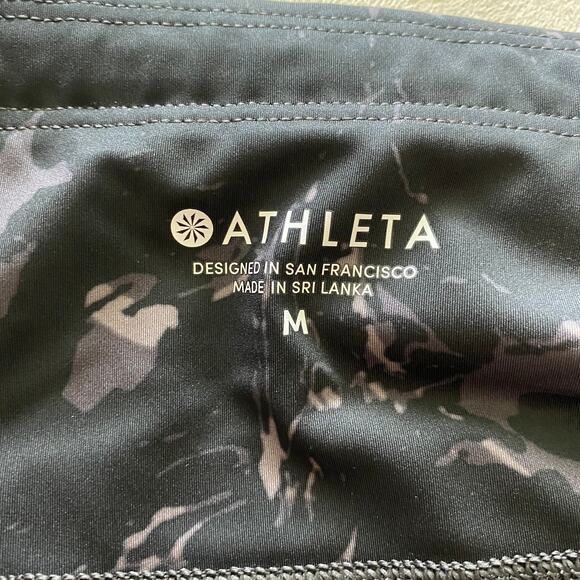 ATHLETA
DESIGNED IN SAN FRANCISCO
MADE IN SRI LANKA
M